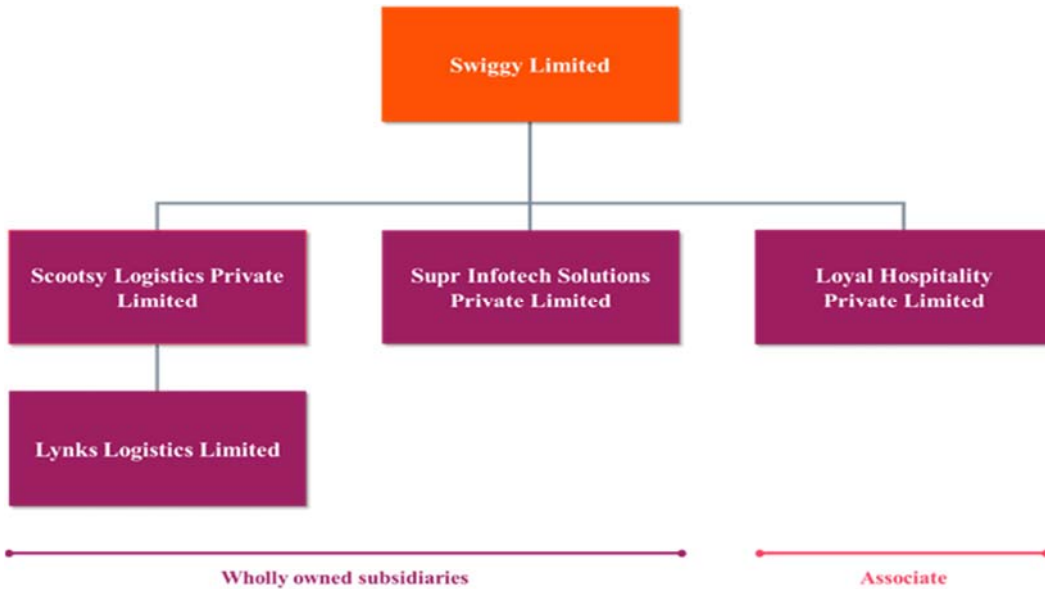 Swiggy Limited
Scootsy Logistics Private
Limited
Supr Infotech Solutions
Private Limited
Loyal Hospitality
Private Limited
Lynks Logistics Limited
Wholly owned subsidiaries
Associate